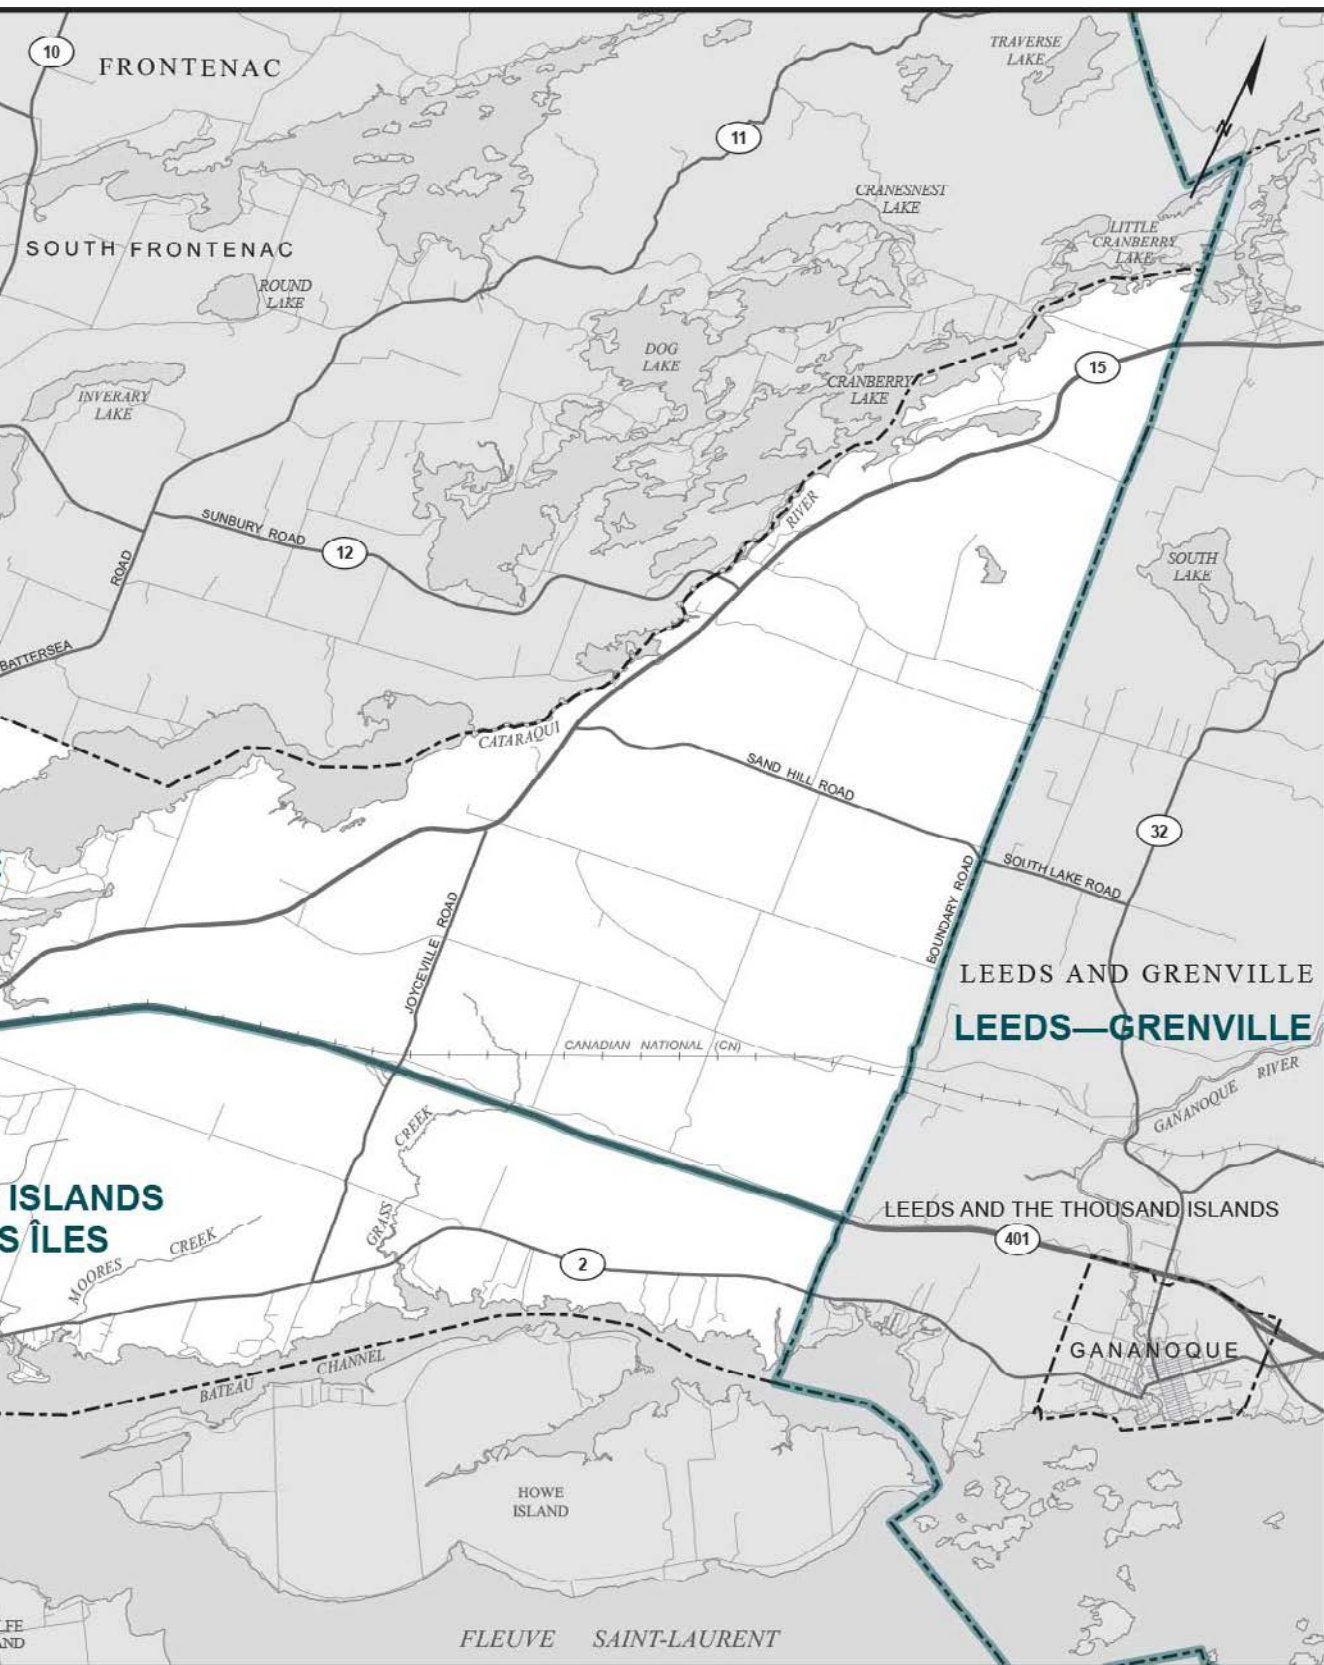 10
FRONTENAC
TRAVERSE
LAKE
N
11
CRANESNEST
LAKE
SOUTH FRONTENAC
LITTLE
CRANBERRY
LAKE
ROUND
LAKE
DOG
LAKE
15
CRANBERRY
LAKE
INVERARY
LAKE
RIVER
SUNBURY ROAD
12
ROAD
SOUTH
LAKE
BATTERSEA
CATARAQUI
SAND HILL ROAD
32
SOUTH LAKE ROAD
BOUNDARY ROAD
JOYCEVILLE ROAD
LEEDS AND GRENVILLE
LEEDS—GRENVILLE
CANADIAN NATIONAL (CN)
GANANOQUE RIVER
CREEK
GRASS
ISLANDS
S ÎLES
LEEDS AND THE THOUSAND ISLANDS
401
MOORES CREEK
2
GANANOQUE
BATEAU CHANNEL
HOWE
ISLAND
LFE
AND
FLEUVE SAINT-LAURENT